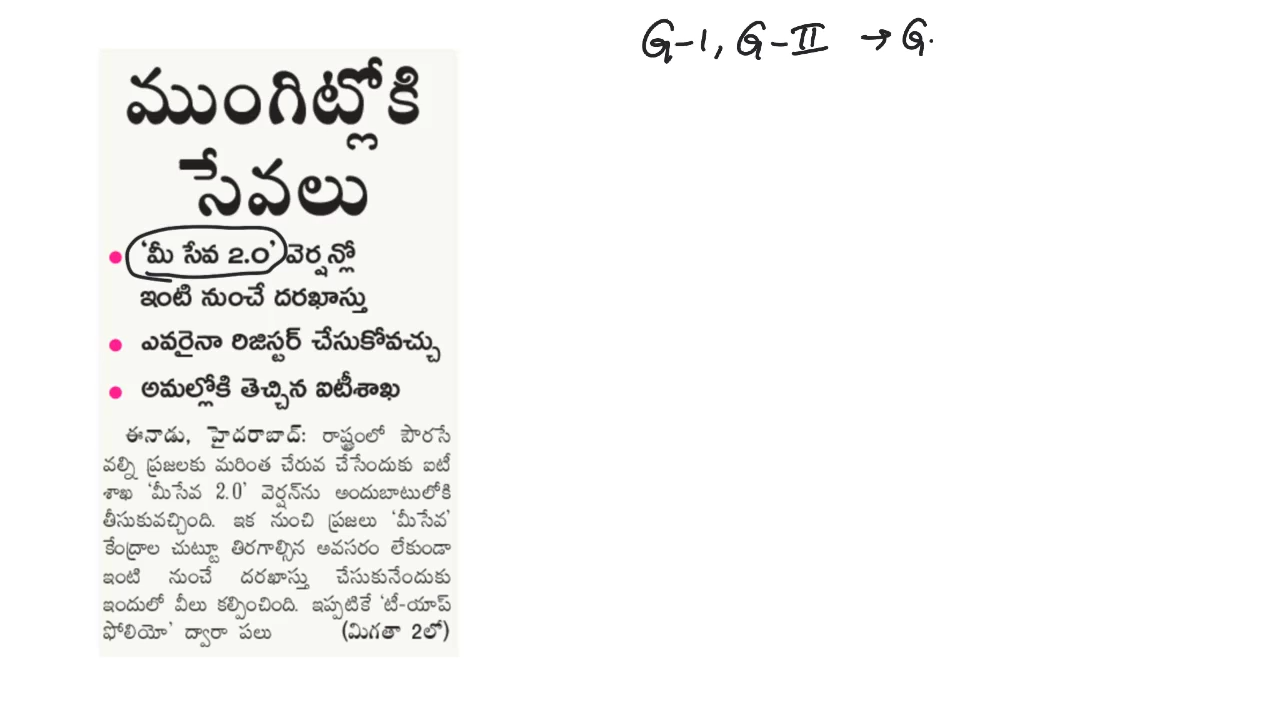 G-1, G-II → G.
ముంగిట్లోకి
సేవలు
• 'మీ సేవ 2.0' వెర్షన్లో
ఇంటి నుంచే దరఖాస్తు
• ఎవరైనా రిజిస్టర్ చేసుకోవచ్చు
• అమల్లోకి తెచ్చిన ఐటీశాఖ
ఈనాడు, హైదరాబాద్: రాష్ట్రంలో పౌరసే
వల్ని ప్రజలకు మరింత చేరువ చేసేందుకు ఐటీ
శాఖ 'మీసేవ 2.0' వెర్షన్‌ను అందుబాటులోకి
తీసుకువచ్చింది. ఇక నుంచి ప్రజలు 'మీసేవ'
కేంద్రాల చుట్టూ తిరగాల్సిన అవసరం లేకుండా
ఇంటి నుంచే దరఖాస్తు చేసుకునేందుకు
ఇందులో వీలు కల్పించింది. ఇప్పటికే 'టీ-యాప్
ఫోలియో' ద్వారా పలు (మిగతా 2లో)